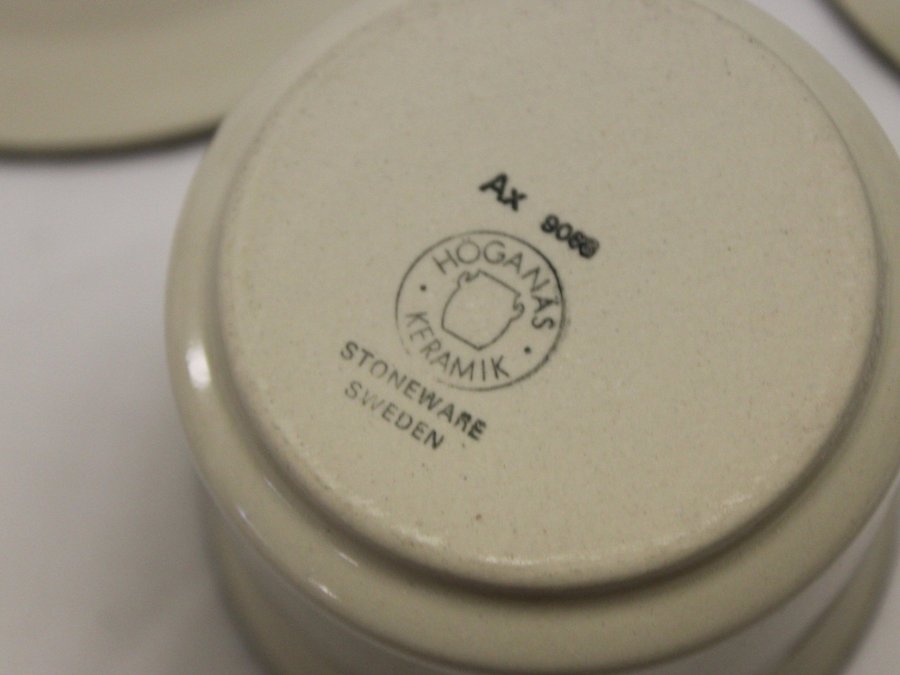 Ax
HÖGANÄS
KERAMIK
STONEWARE
SWEDEN